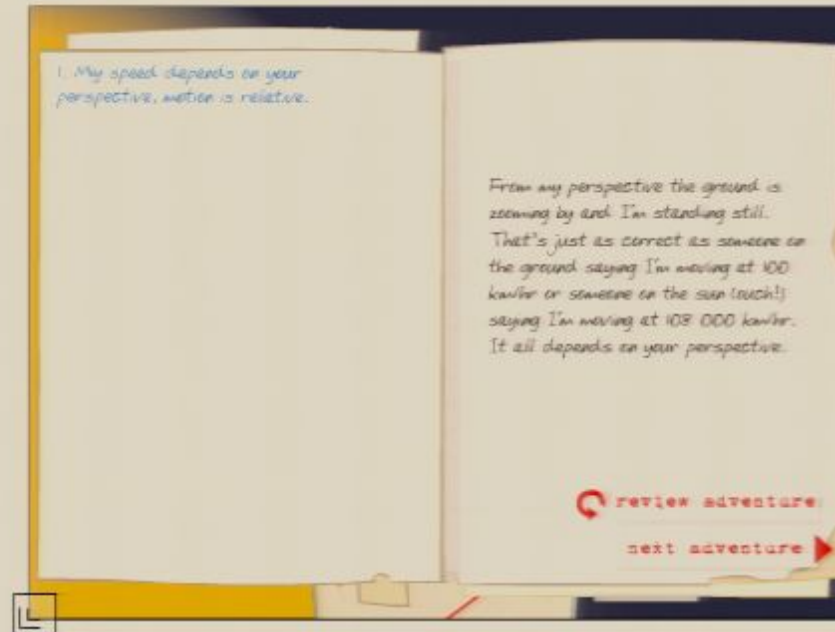 1. My speed depends on your
perspective, motion is relative.
From my perspective the ground is
zooming by and I'm standing still.
That's just as correct as someone on
the ground saying I'm moving at 100
km/hr or someone on the sun (ouch!)
saying I'm moving at 108 000 km/hr.
It all depends on your perspective.
review adventure
next adventure